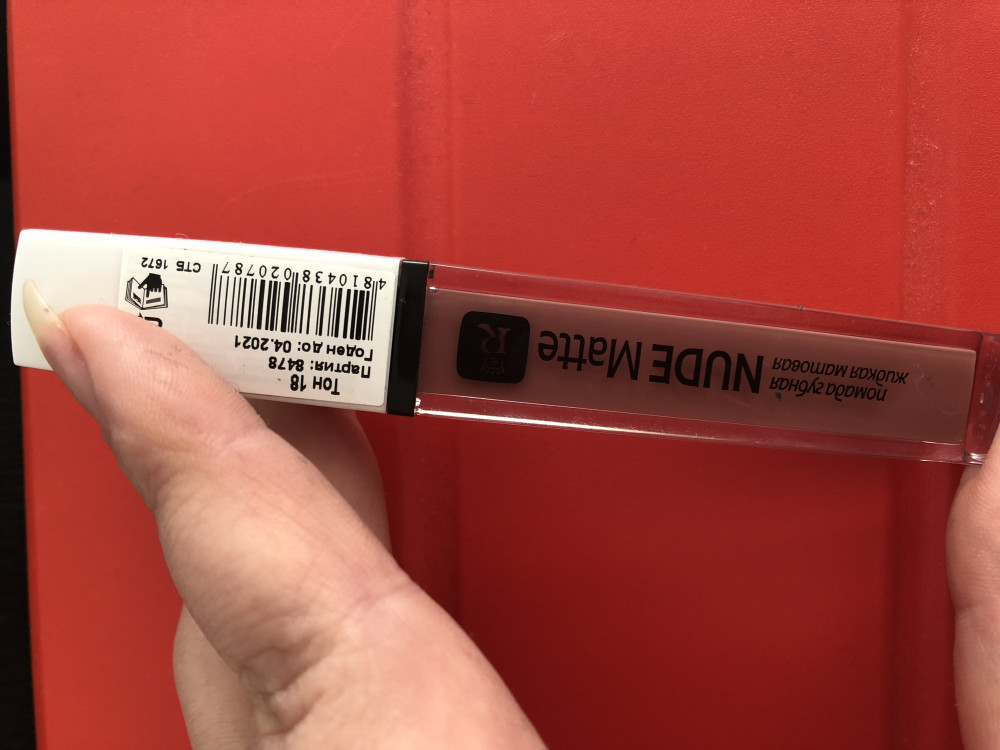 помада губная
жидкая матовая
NUDE Matte
R
Тон 18
Партия: 8478
Годен до: 04.2021
4810438020787
СТБ 1672